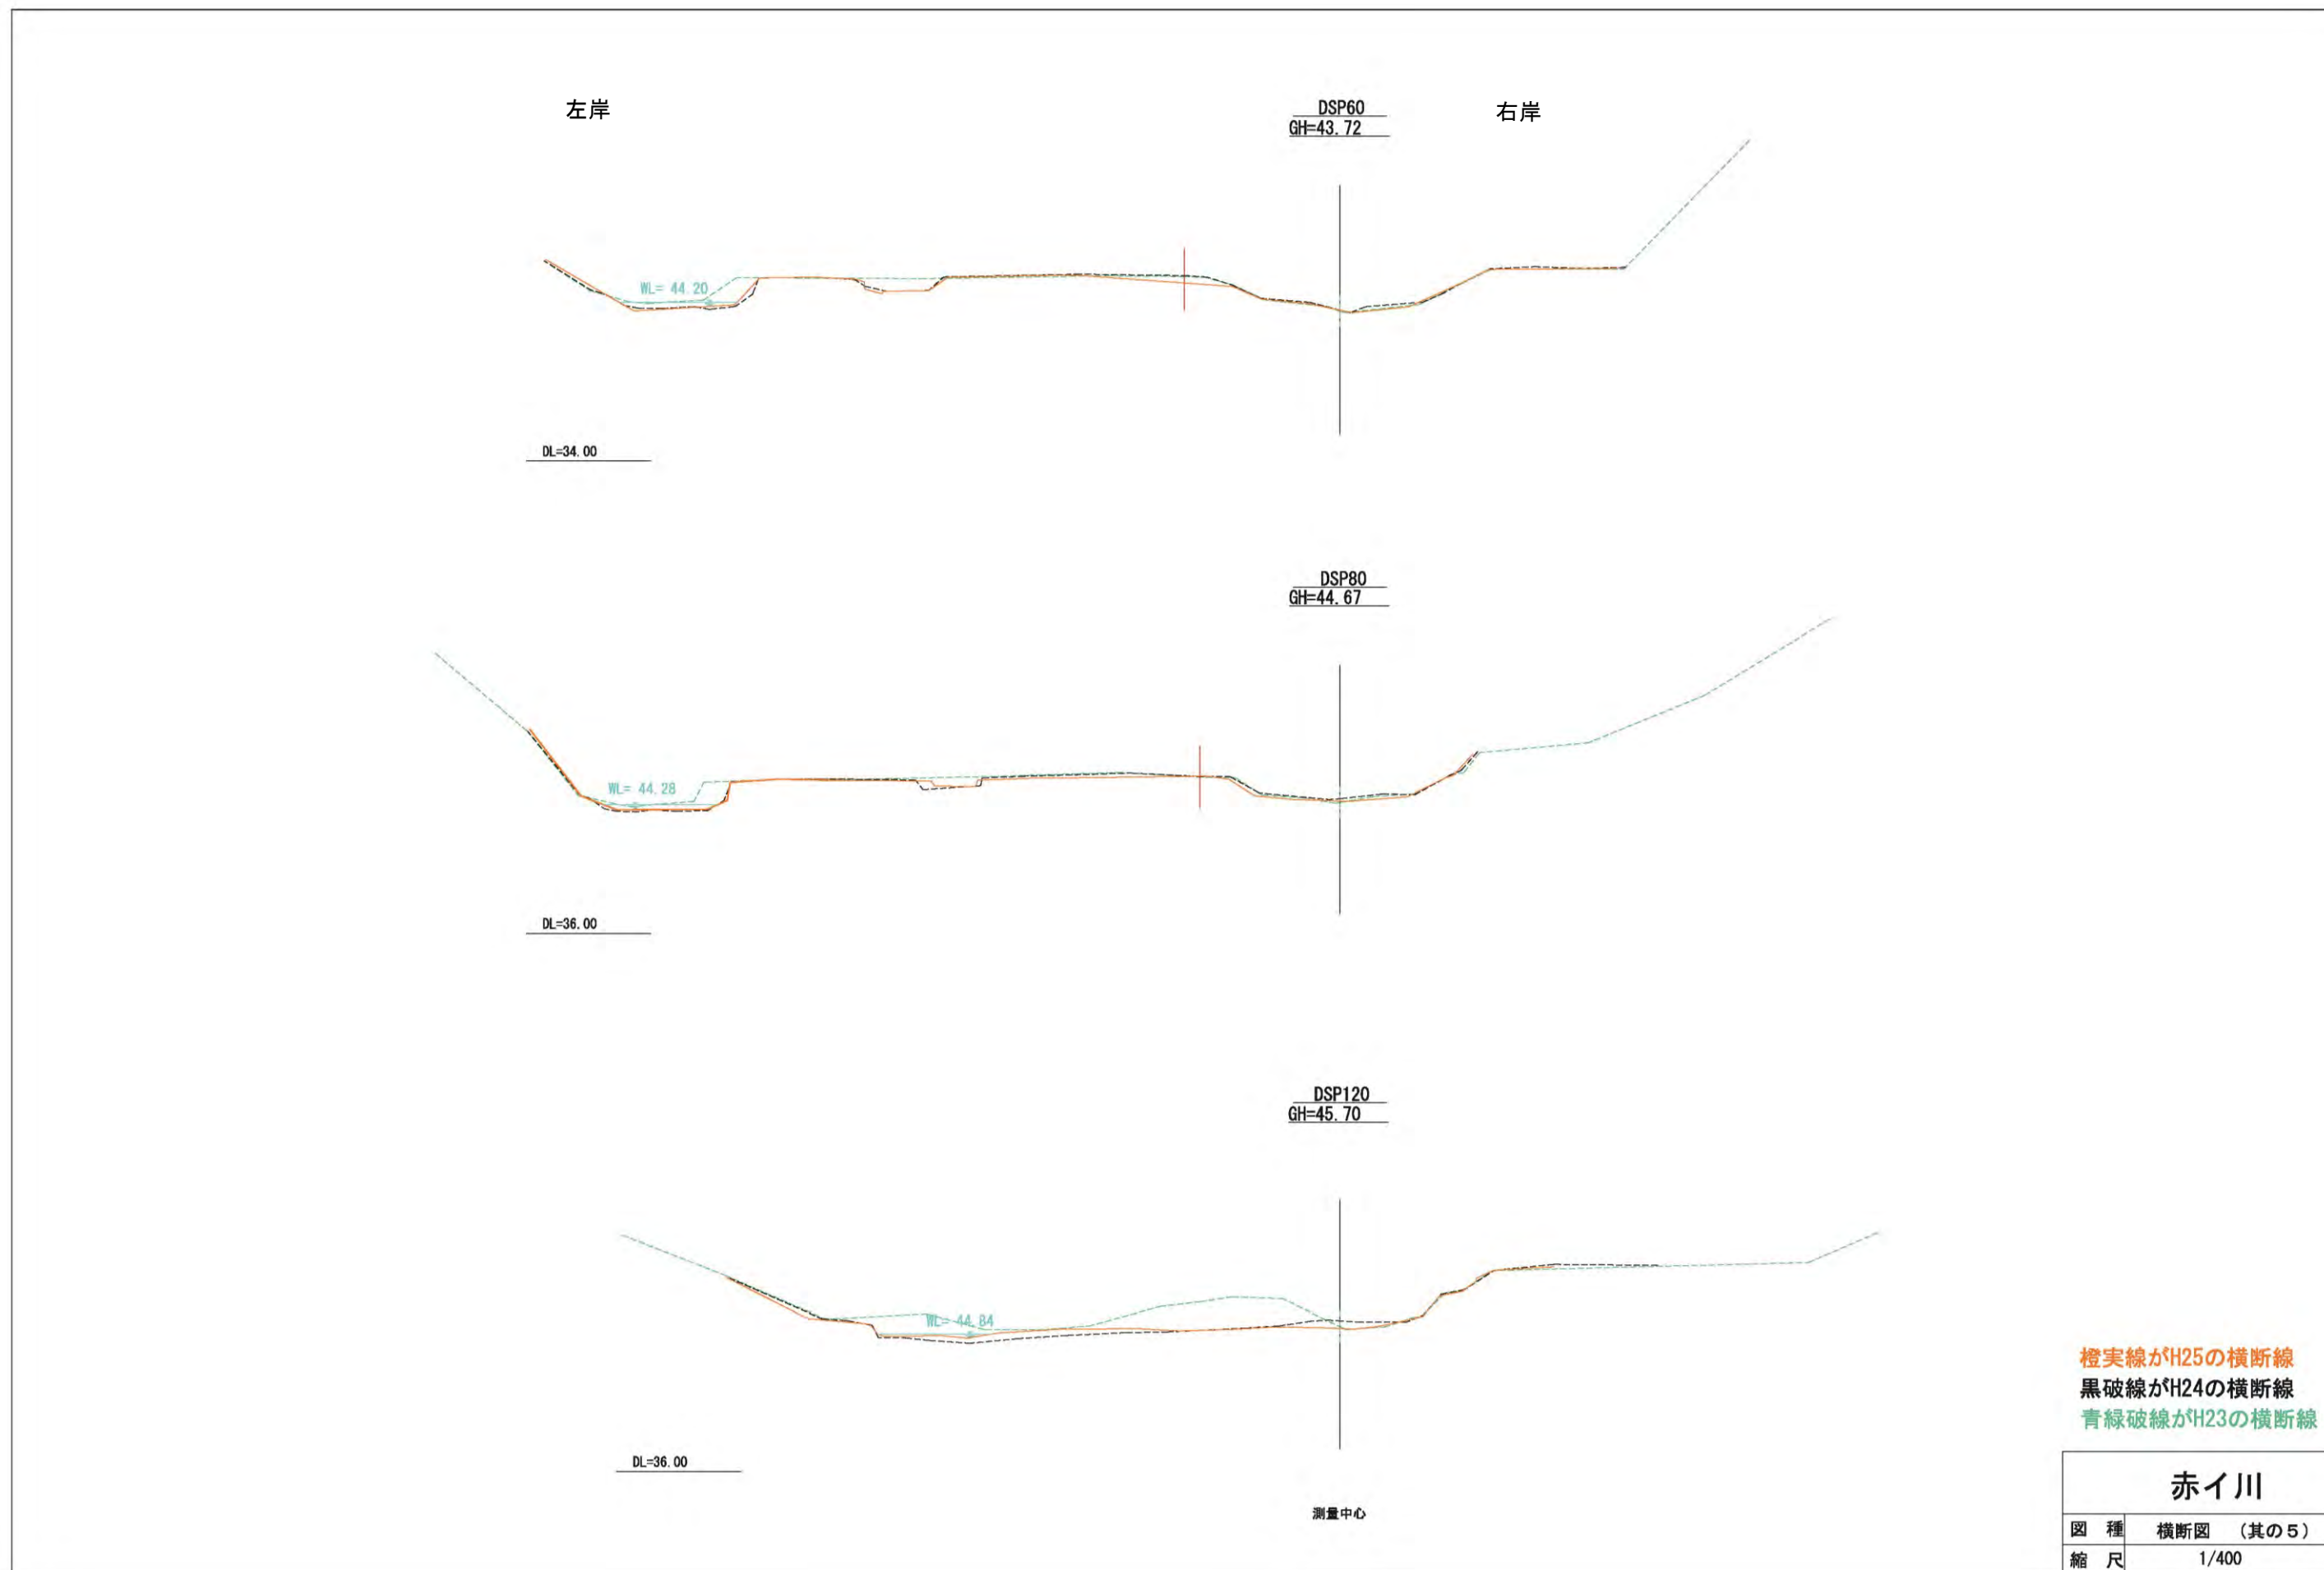 左岸
DSP60
右岸
GH=43.72
WL= 44.20
DL=34.00
DSP80
GH=44.67
WL= 44.28
DL=36.00
DSP120
GH=45.70
WL= 44.84
DL=36.00
測量中心
橙実線がH25の横断線
黒破線がH24の横断線
青緑破線がH23の横断線
赤イ川
図 種 横断図 (其の5)
縮 尺 1/400